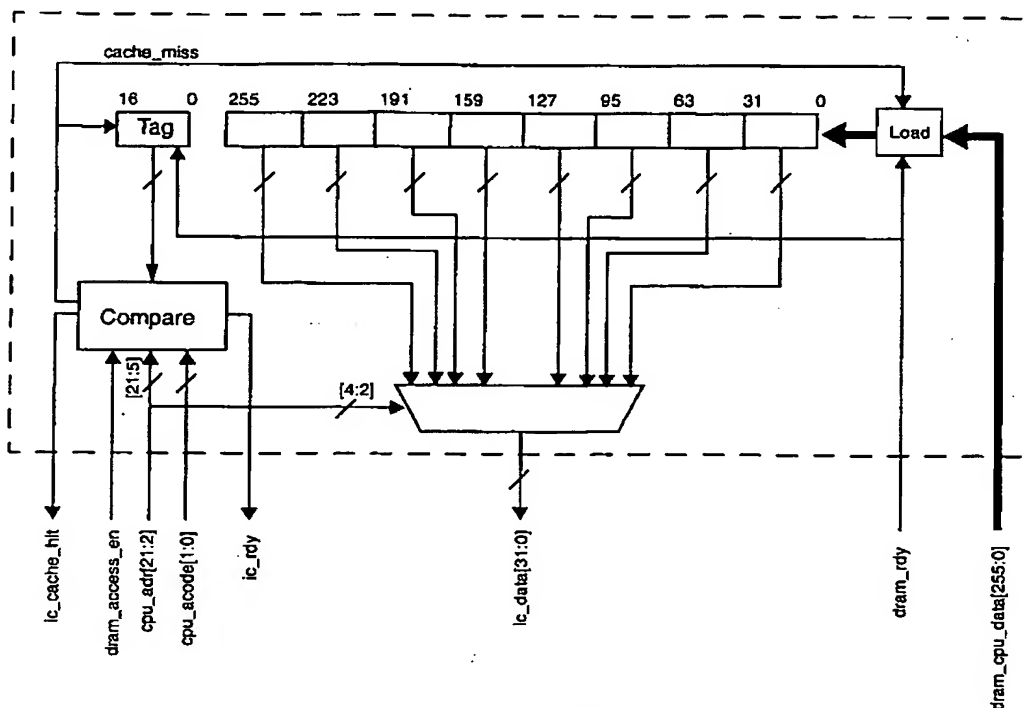 cache_miss
16 0 255 223 191 159 127 95 63 31 0
Tag
Load
Compare
[21:5]
[4:2]
ic_cache_hit
dram_access_en
cpu_adr[21:2]
cpu_acode[1:0]
ic_rdy
ic_data[31:0]
dram_rdy
dram_cpu_data[255:0]